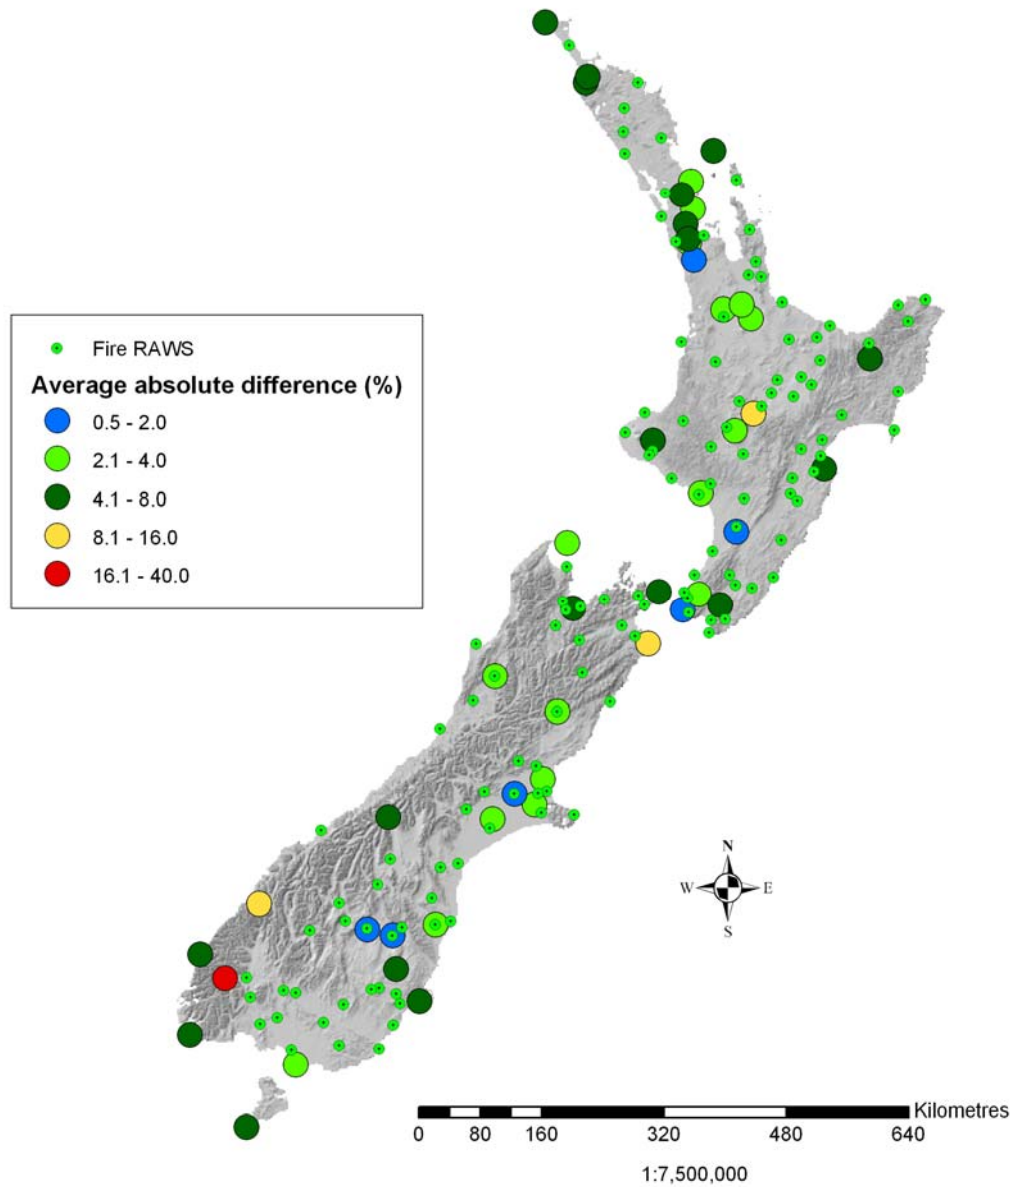 Fire RAWS
Average absolute difference (%)
0.5 - 2.0
2.1 - 4.0
4.1 - 8.0
8.1 - 16.0
16.1 - 40.0
N
W E
S
Kilometres
0 80 160 320 480 640
1:7,500,000